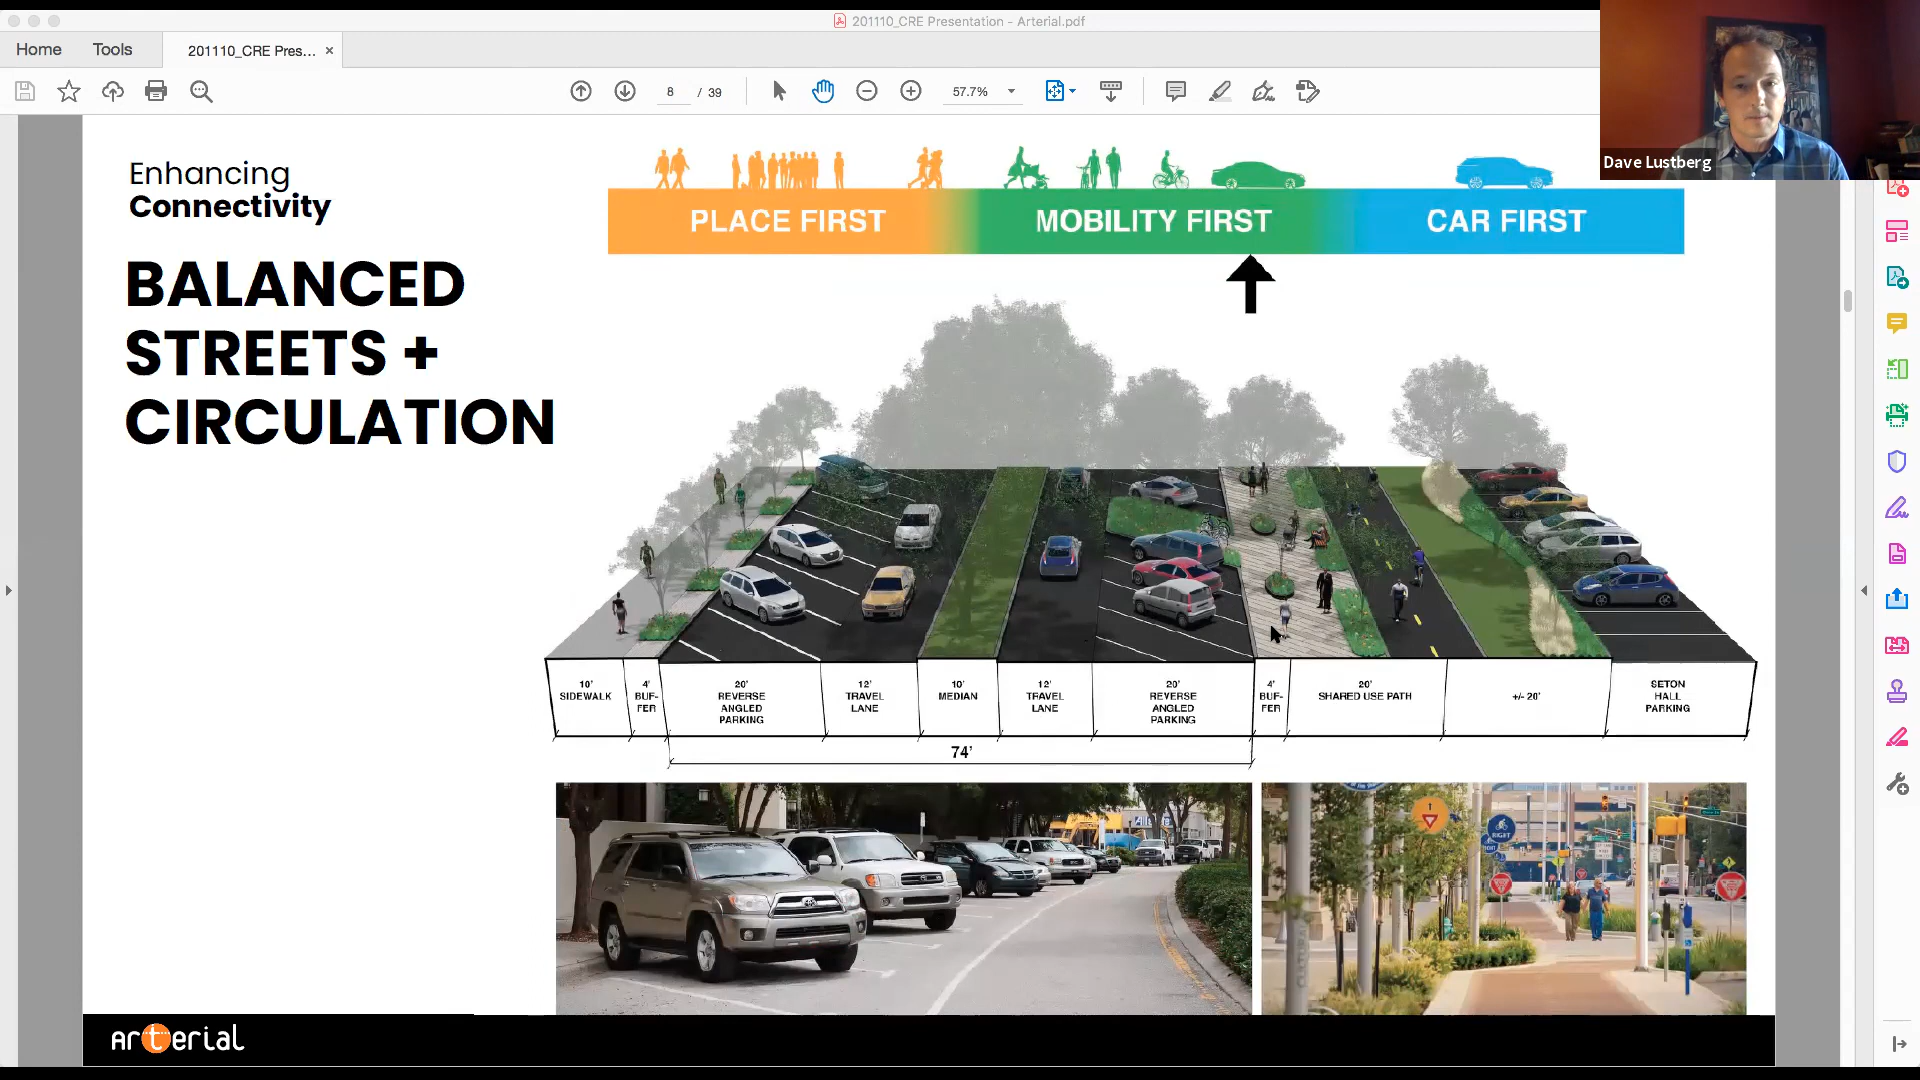 201110_CRE Presentation - Arterial.pdf
Home
Tools
201110_CRE Pres...
8 / 39
57.7%
Dave Lustberg
Enhancing
Connectivity
BALANCED
STREETS +
CIRCULATION
PLACE FIRST
MOBILITY FIRST
CAR FIRST
10'
SIDEWALK
4'
BUF-
FER
20'
REVERSE
ANGLED
PARKING
12'
TRAVEL
LANE
10'
MEDIAN
12'
TRAVEL
LANE
20'
REVERSE
ANGLED
PARKING
4'
BUF-
FER
20'
SHARED USE PATH
+/- 20'
SETON
HALL
PARKING
74'
RIGHT
CULTURAL
arterial